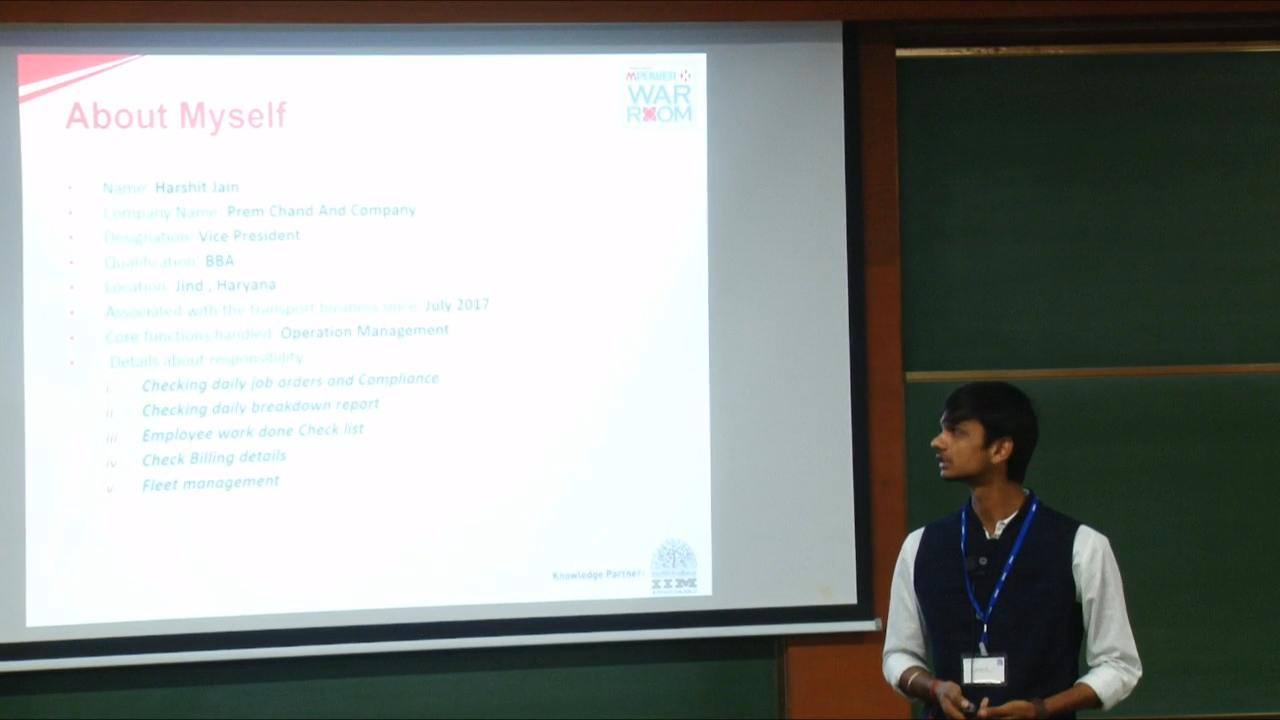 About Myself
MPOWER
WAR
ROOM
Name: Harshit Jain
Company Name: Prem Chand And Company
Designation: Vice President
Qualification: BBA
Location: Jind , Haryana
Associated with the transport business since: July 2017
Core functions handled: Operation Management
Details about responsibility
i. Checking daily job orders and Compliance
ii. Checking daily breakdown report
iii. Employee work done Check list
iv. Check Billing details
v. Fleet management
Knowledge Partner:
IIM